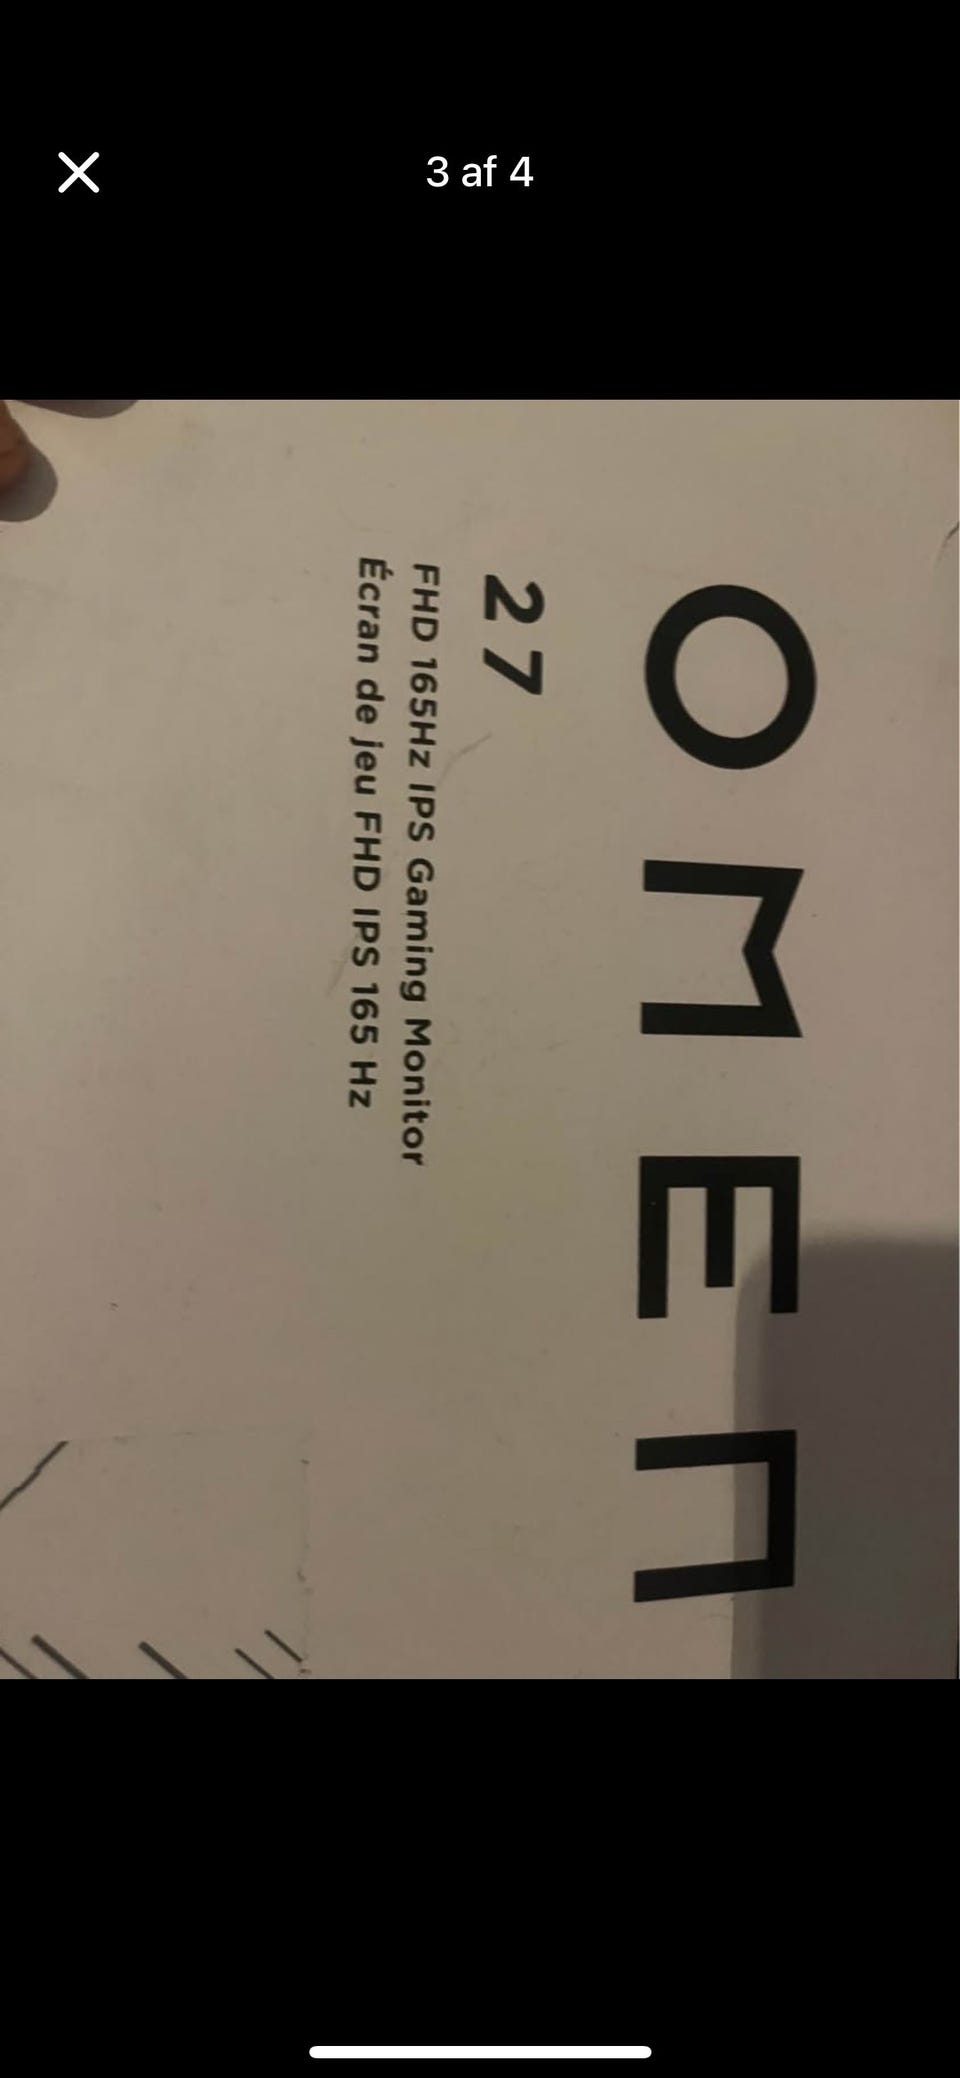 3 af 4
OMEN
27
FHD 165Hz IPS Gaming Monitor
Écran de jeu FHD IPS 165 Hz